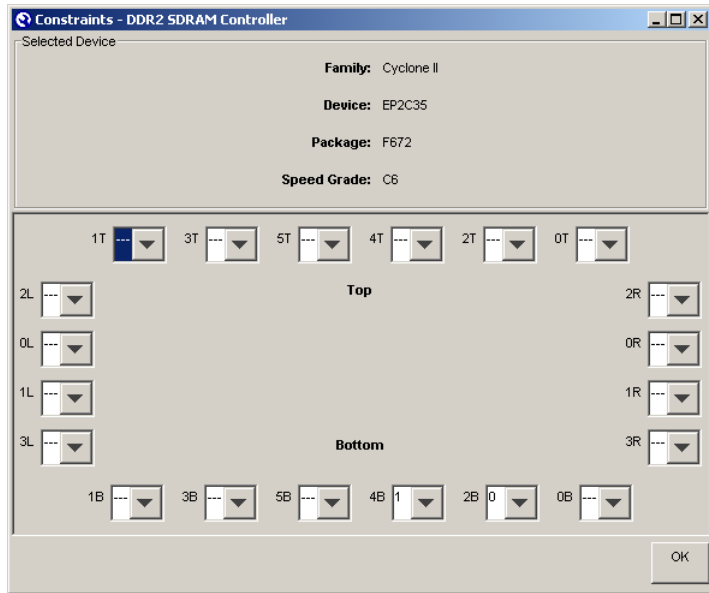 Constraints - DDR2 SDRAM Controller
Selected Device
Family: Cyclone II
Device: EP2C35
Package: F672
Speed Grade: C6
1T --- 3T --- 5T --- 4T --- 2T --- 0T ---
Top
2L --- 2R ---
0L --- 0R ---
1L --- 1R ---
3L --- 3R ---
Bottom
1B --- 3B --- 5B --- 4B 1 2B 0 0B ---
OK